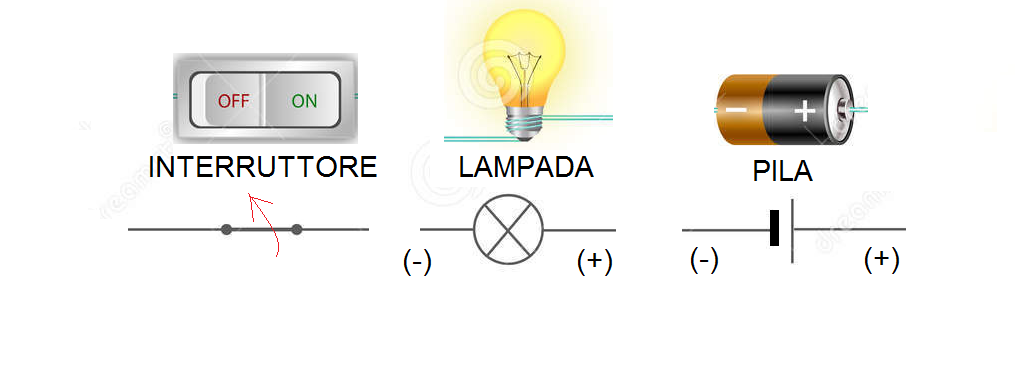 OFF ON
- +
INTERRUTTORE LAMPADA PILA
(-) (+) (-) (+)